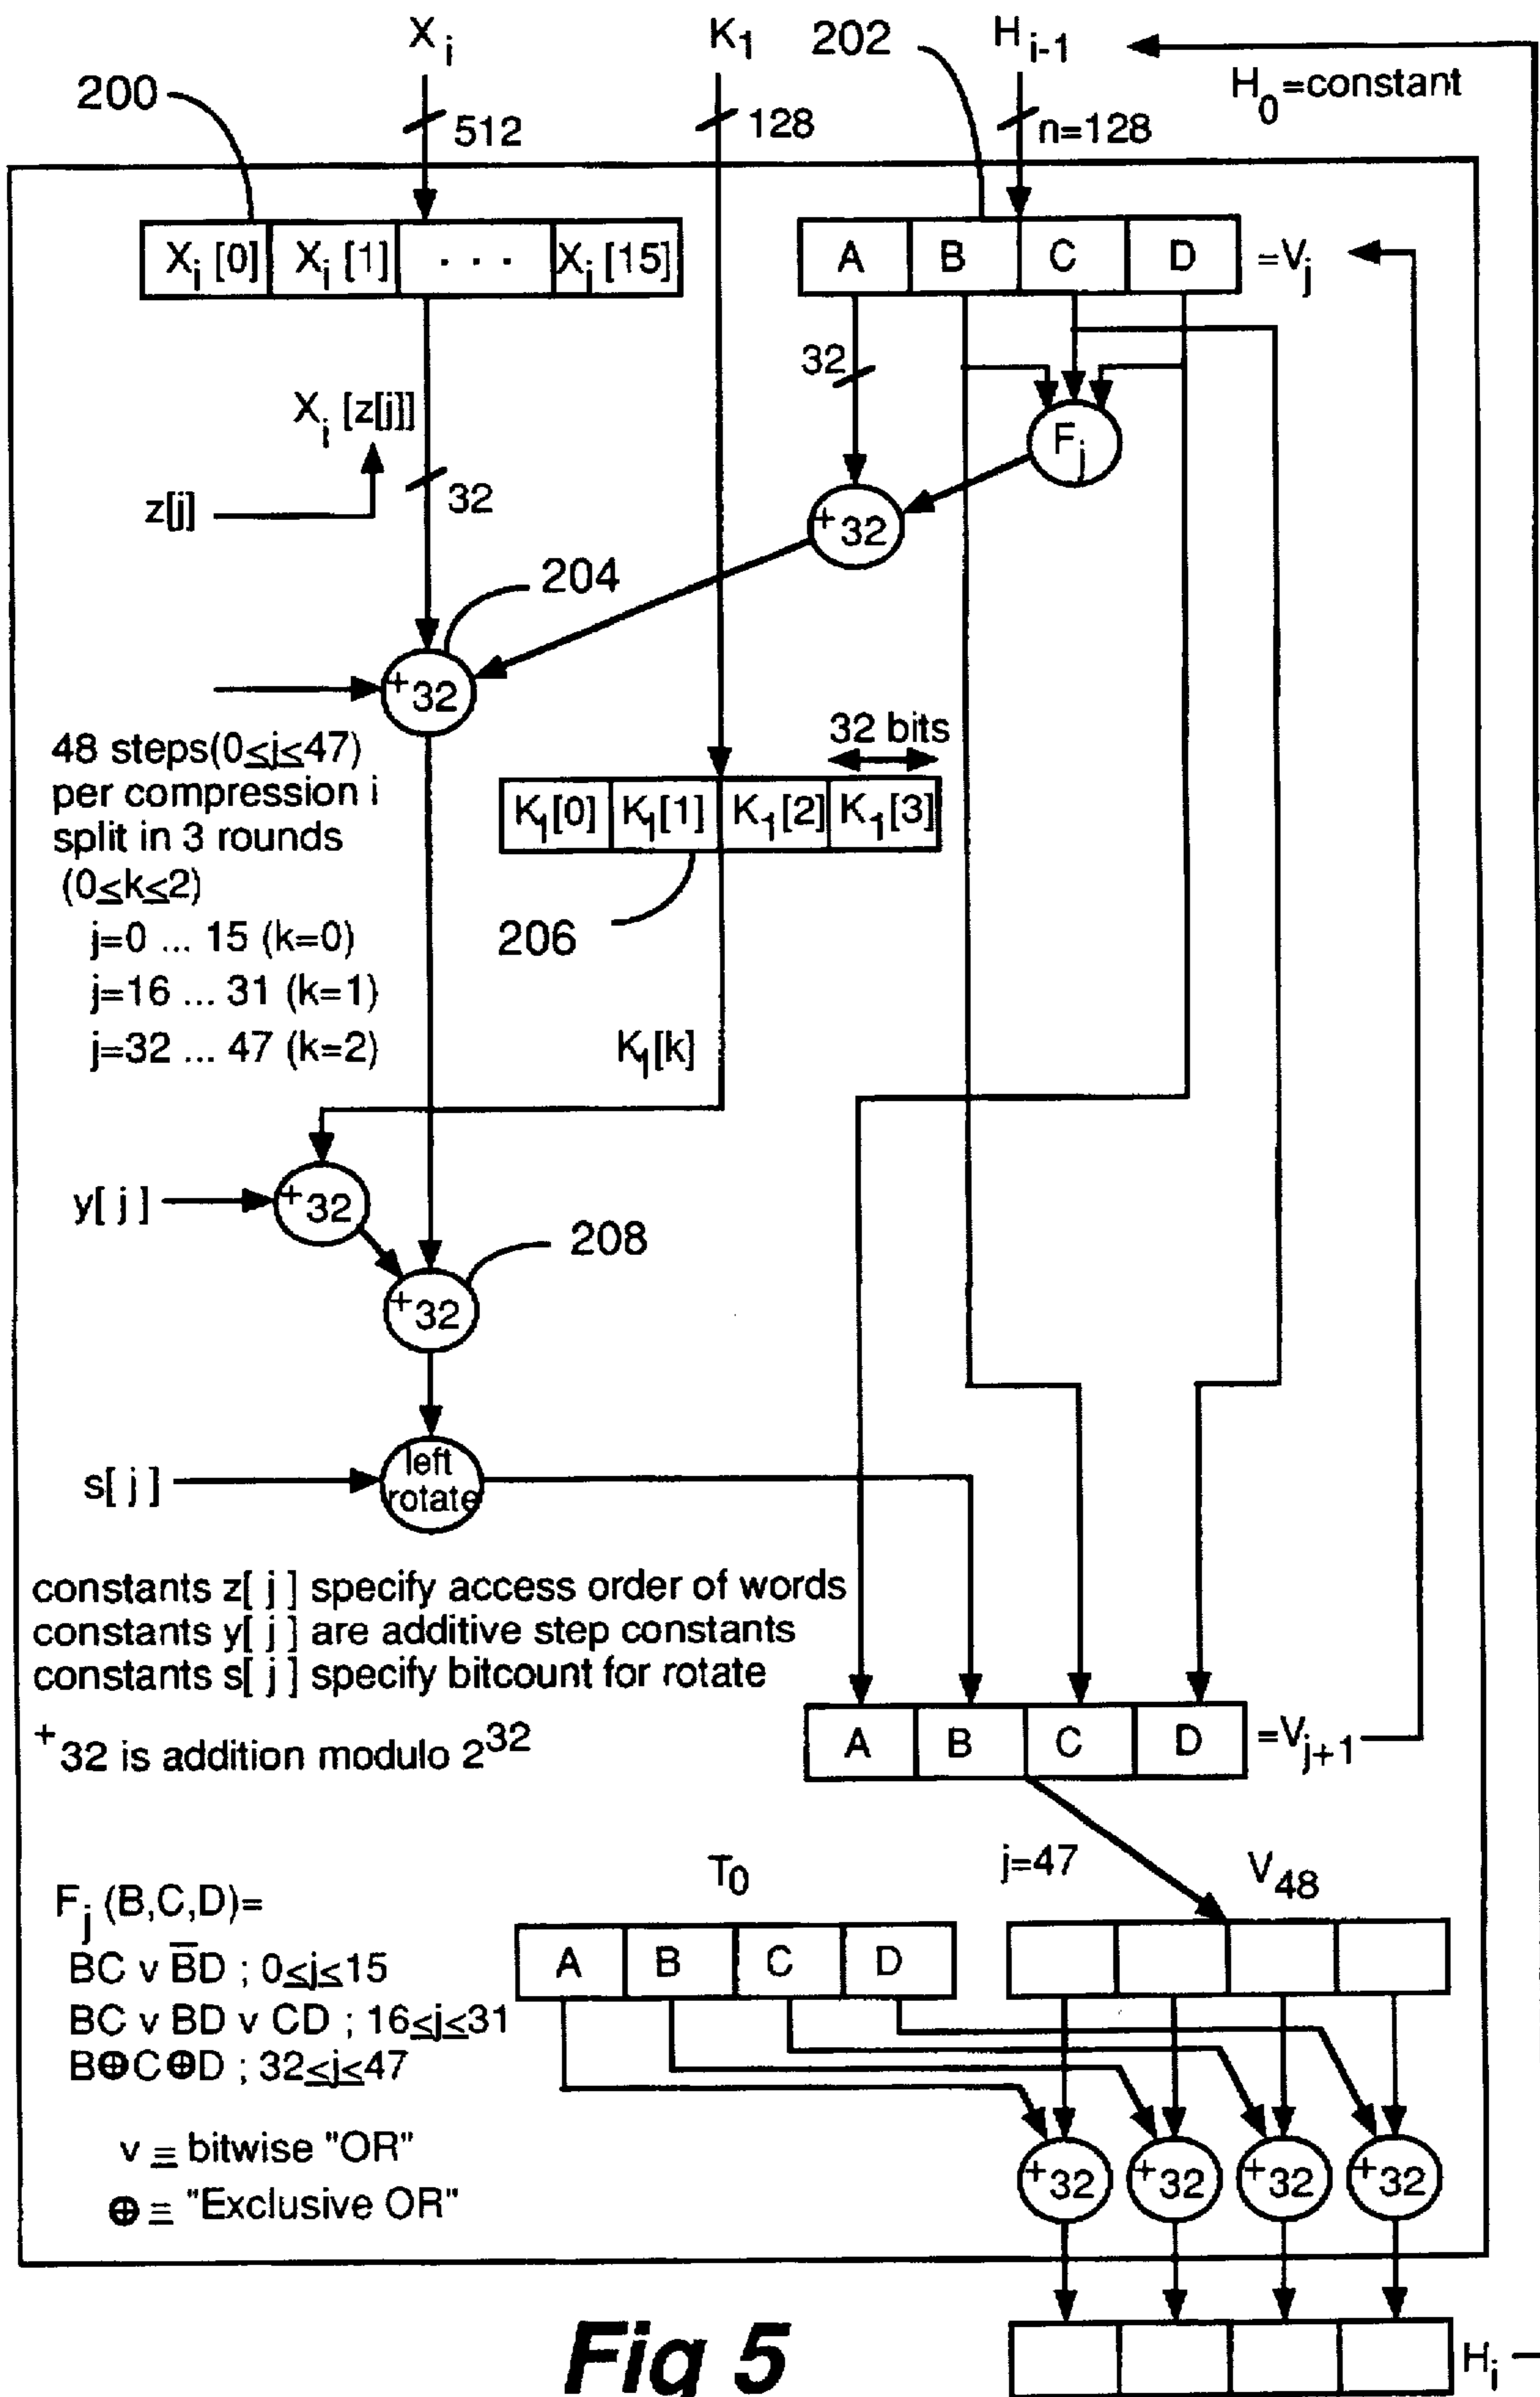 X_i K_1 202 H_{i-1}
200 H_0=constant
512 128 n=128
X_i [0] X_i [1] . . . X_i [15] A B C D =V_j
32
X_i [z[j]] F_j
z[j] 32 +32
204
+32
32 bits
48 steps(0≤j≤47)
per compression i
split in 3 rounds
(0≤k≤2)
j=0 ... 15 (k=0)
j=16 ... 31 (k=1)
j=32 ... 47 (k=2)
K_1[0] K_1[1] K_1[2] K_1[3]
206
K_1[k]
y[ j ] +32
208
+32
s[ j ] left rotate
constants z[ j ] specify access order of words
constants y[ j ] are additive step constants
constants s[ j ] specify bitcount for rotate
+32 is addition modulo 2^32
A B C D =V_{j+1}
T_0 j=47 V_48
A B C D
F_j (B,C,D)=
BC v B̅D ; 0≤j≤15
BC v BD v CD ; 16≤j≤31
B⊕C⊕D ; 32≤j≤47
v ≡ bitwise "OR"
⊕ ≡ "Exclusive OR"
+32 +32 +32 +32
H_i
Fig 5